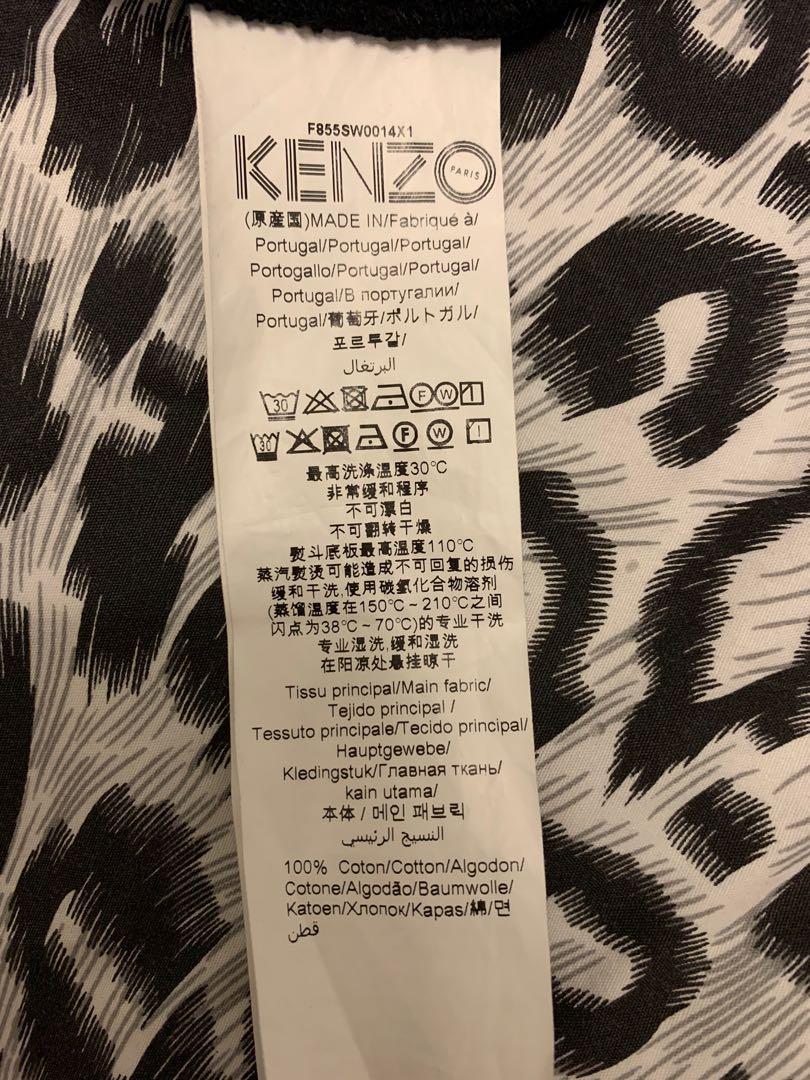 F855SW0014X1
KENZO PARIS
(原産国)MADE IN/Fabriqué à/
Portugal/Portugal/Portugal/
Portogallo/Portugal/Portugal/
Portugal/В португалии/
Portugal/葡萄牙/ポルトガル/
포르투갈/
البرتغال
30 F W
30 F W
最高洗涤温度30℃
非常缓和程序
不可漂白
不可翻转干燥
熨斗底板最高温度110℃
蒸汽熨烫可能造成不可回复的损伤
缓和干洗,使用碳氢化合物溶剂
(蒸馏温度在150℃~210℃之间
闪点为38℃~70℃)的专业干洗
专业湿洗,缓和湿洗
在阳凉处悬挂晾干
Tissu principal/Main fabric/
Tejido principal /
Tessuto principale/Tecido principal/
Hauptgewebe/
Kledingstuk/Главная ткань/
kain utama/
本体 / 메인 패브릭
النسيج الرئيسي
100% Coton/Cotton/Algodon/
Cotone/Algodão/Baumwolle/
Katoen/Хлопок/Kapas/綿/면
قطن